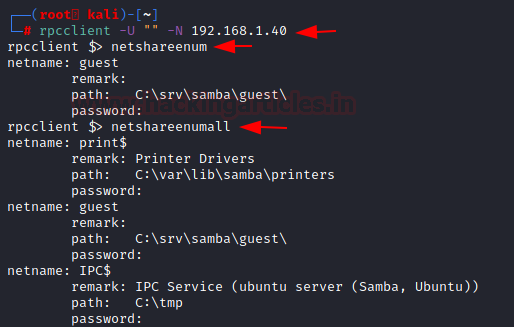 ┌──(root💀 kali)-[~]
└─# rpcclient -U "" -N 192.168.1.40
rpcclient $> netshareenum
netname: guest
remark:
path: C:\srv\samba\guest\
password:
rpcclient $> netshareenumall
netname: print$
remark: Printer Drivers
path: C:\var\lib\samba\printers
password:
netname: guest
remark:
path: C:\srv\samba\guest\
password:
netname: IPC$
remark: IPC Service (ubuntu server (Samba, Ubuntu))
path: C:\tmp
password: